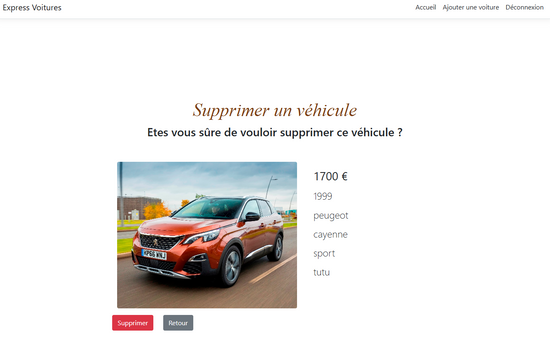 Express Voitures
Accueil Ajouter une voiture Déconnexion
Supprimer un véhicule
Etes vous sûre de vouloir supprimer ce véhicule ?
1700 €
1999
peugeot
cayenne
sport
tutu
KP66 WNJ
Supprimer Retour